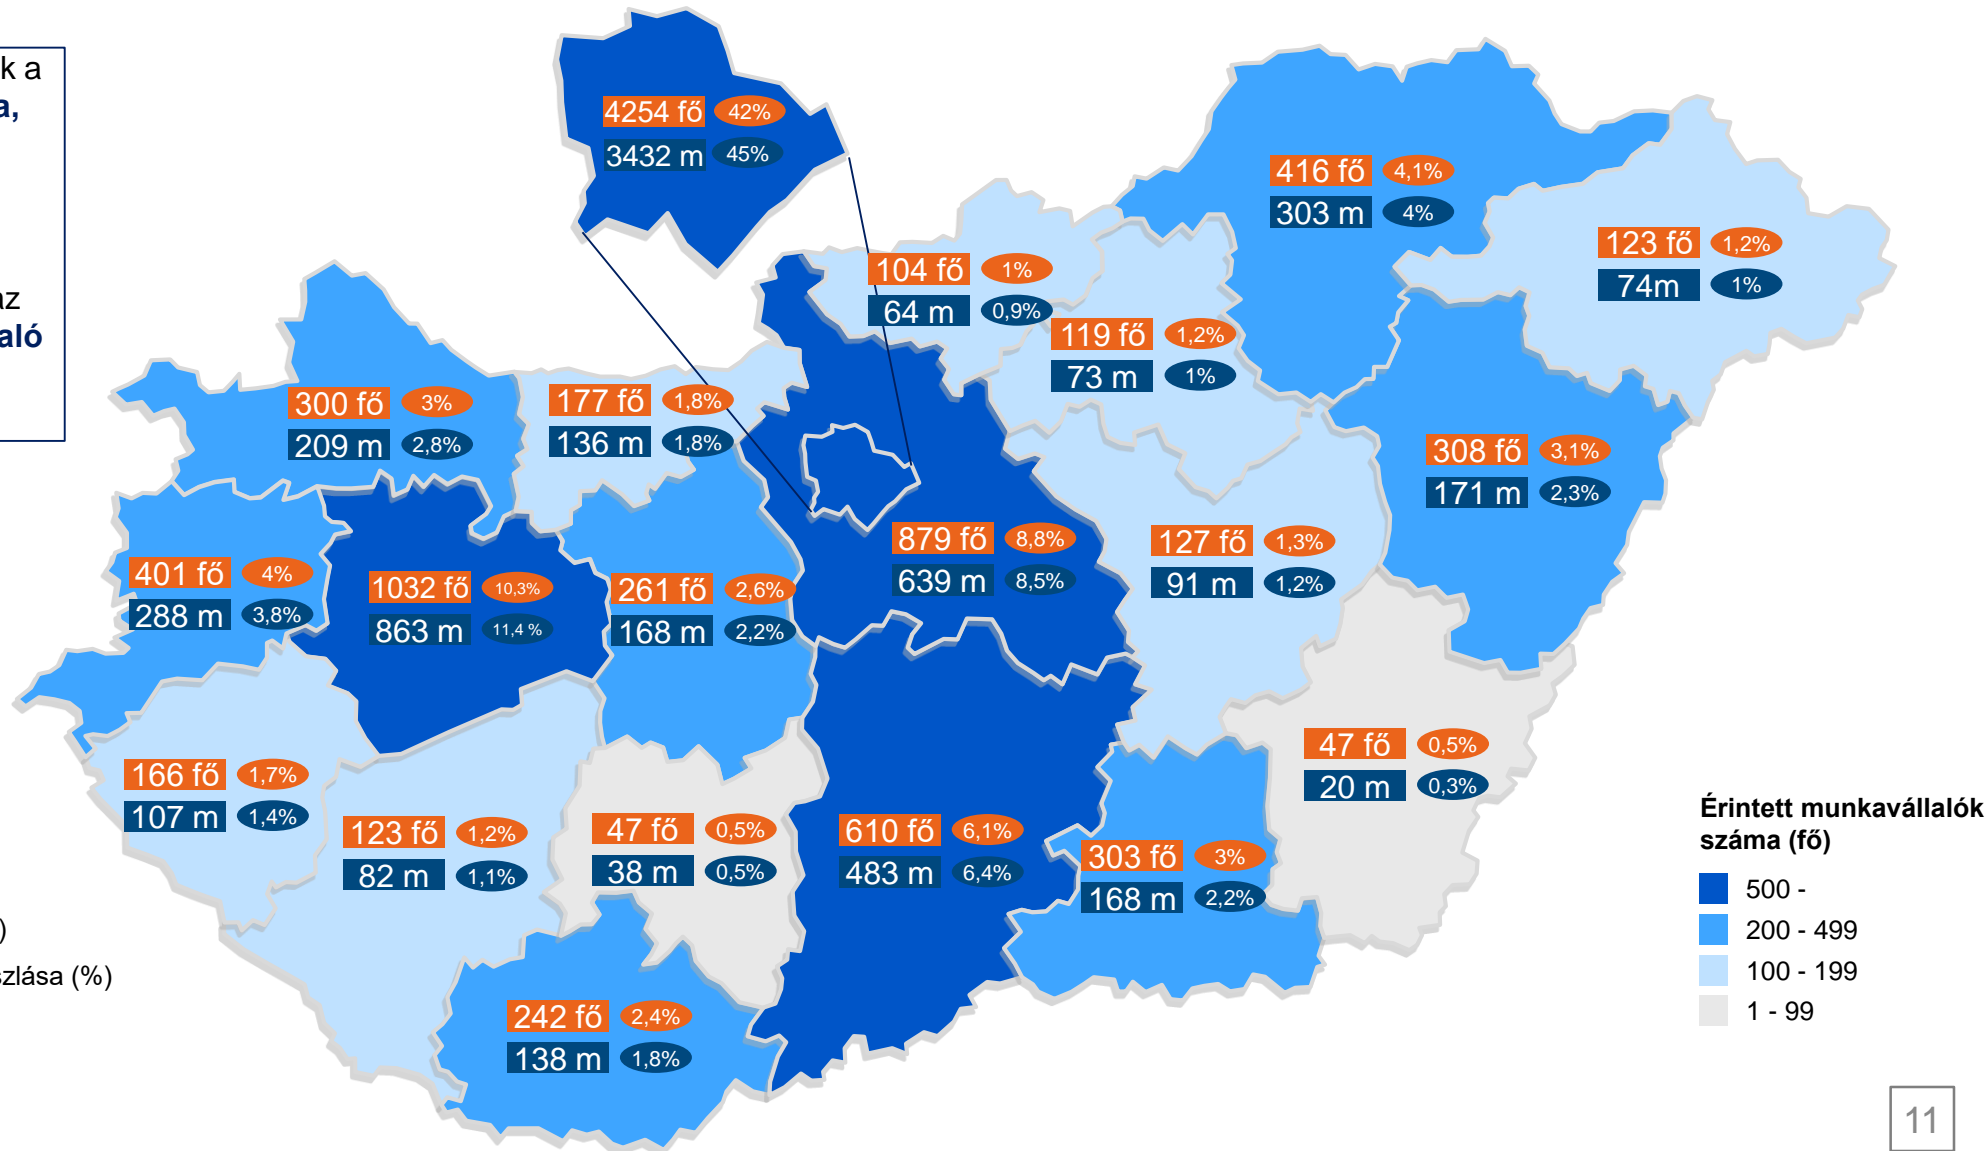 k a
a,
az
aló
4254 fő 42%
3432 m 45%
416 fő 4,1%
303 m 4%
123 fő 1,2%
74m 1%
104 fő 1%
64 m 0,9%
119 fő 1,2%
73 m 1%
300 fő 3%
209 m 2,8%
177 fő 1,8%
136 m 1,8%
308 fő 3,1%
171 m 2,3%
879 fő 8,8%
639 m 8,5%
127 fő 1,3%
91 m 1,2%
401 fő 4%
288 m 3,8%
1032 fő 10,3%
863 m 11,4 %
261 fő 2,6%
168 m 2,2%
47 fő 0,5%
20 m 0,3%
166 fő 1,7%
107 m 1,4%
123 fő 1,2%
82 m 1,1%
47 fő 0,5%
38 m 0,5%
610 fő 6,1%
483 m 6,4%
303 fő 3%
168 m 2,2%
242 fő 2,4%
138 m 1,8%
)
szlása (%)
Érintett munkavállalók
száma (fő)
500 -
200 - 499
100 - 199
1 - 99
11